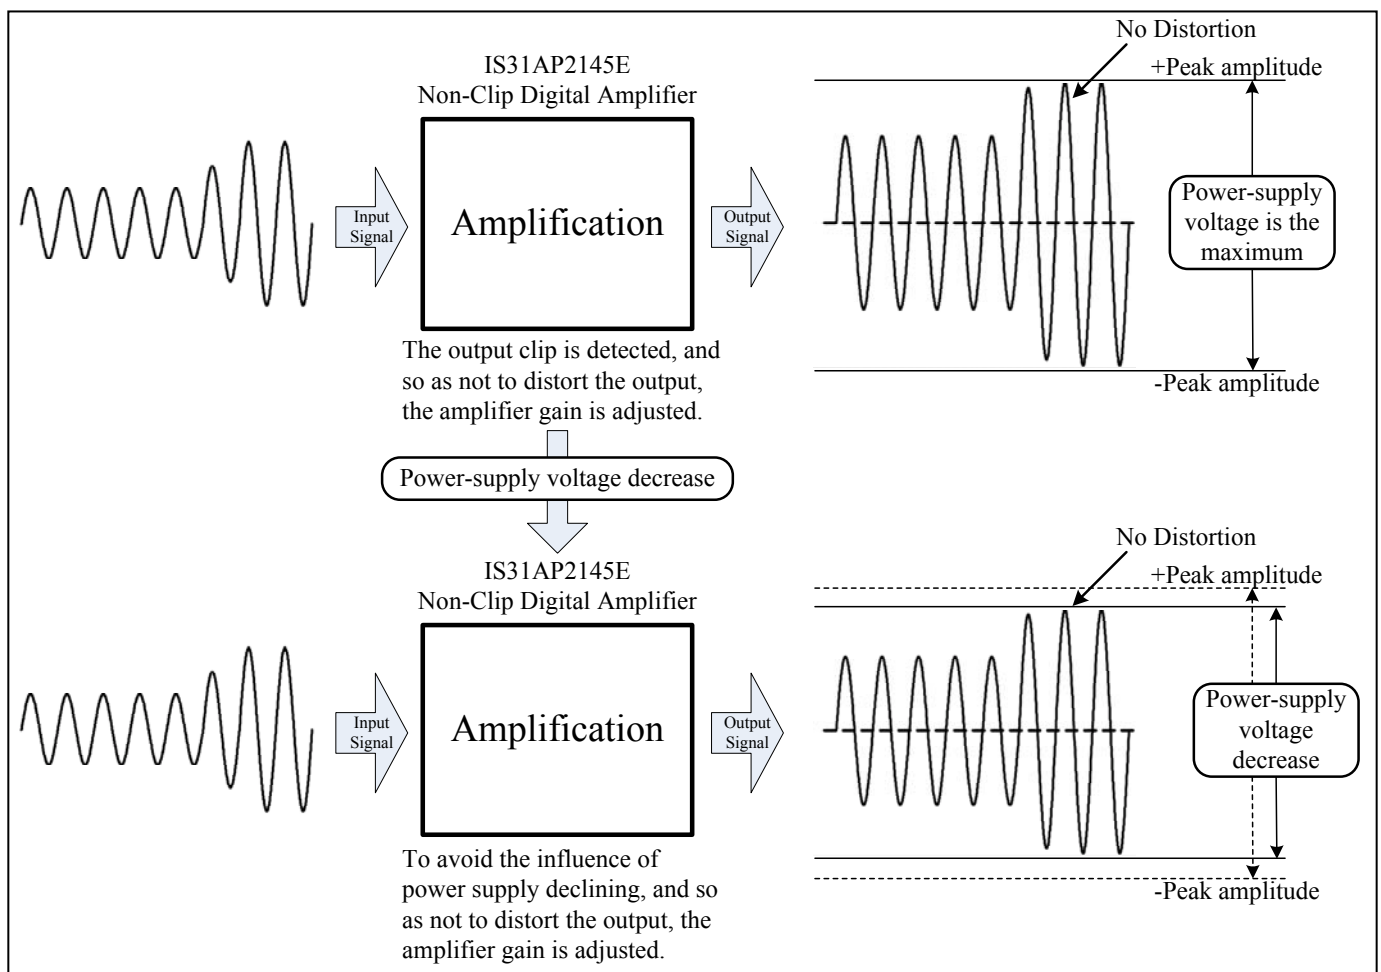 No Distortion
IS31AP2145E
Non-Clip Digital Amplifier
+Peak amplitude
Input
Signal
Amplification
Output
Signal
Power-supply
voltage is the
maximum
The output clip is detected, and
so as not to distort the output,
the amplifier gain is adjusted.
-Peak amplitude
Power-supply voltage decrease
No Distortion
IS31AP2145E
Non-Clip Digital Amplifier
+Peak amplitude
Input
Signal
Amplification
Output
Signal
Power-supply
voltage
decrease
To avoid the influence of
power supply declining, and so
as not to distort the output, the
amplifier gain is adjusted.
-Peak amplitude